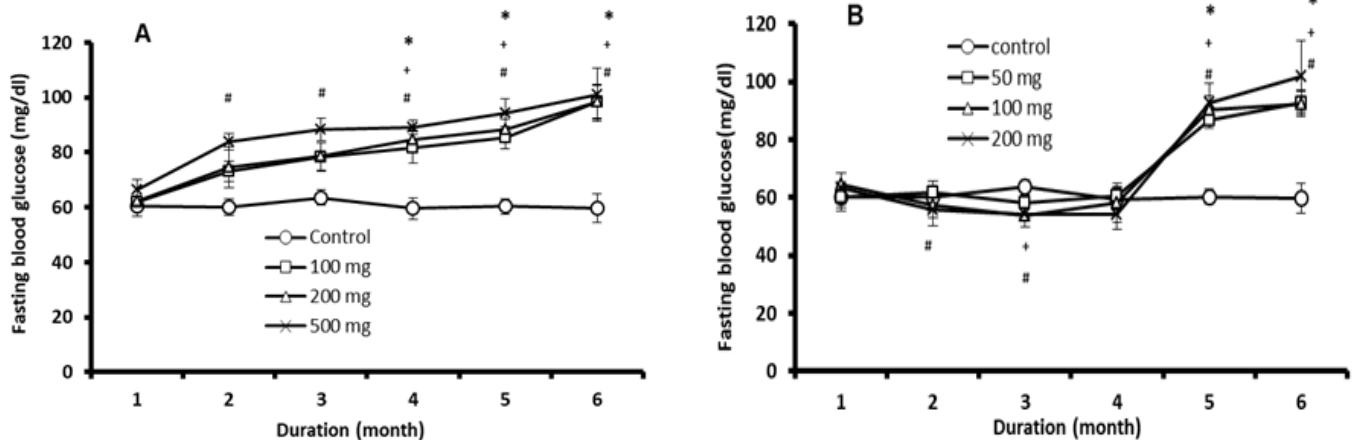 A
Fasting blood glucose (mg/dl)
120
100
80
60
40
20
0
# # * + # * + # * + #
Control
100 mg
200 mg
500 mg
1 2 3 4 5 6
Duration (month)
B
Fasting blood glucose(mg/dl)
120
100
80
60
40
20
0
* + # * + #
control
50 mg
100 mg
200 mg
# + #
1 2 3 4 5 6
Duration (month)